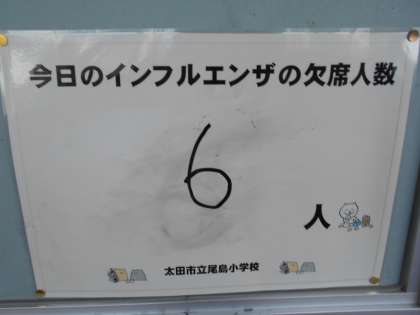 今日のインフルエンザの欠席人数
6
人
太田市立尾島小学校